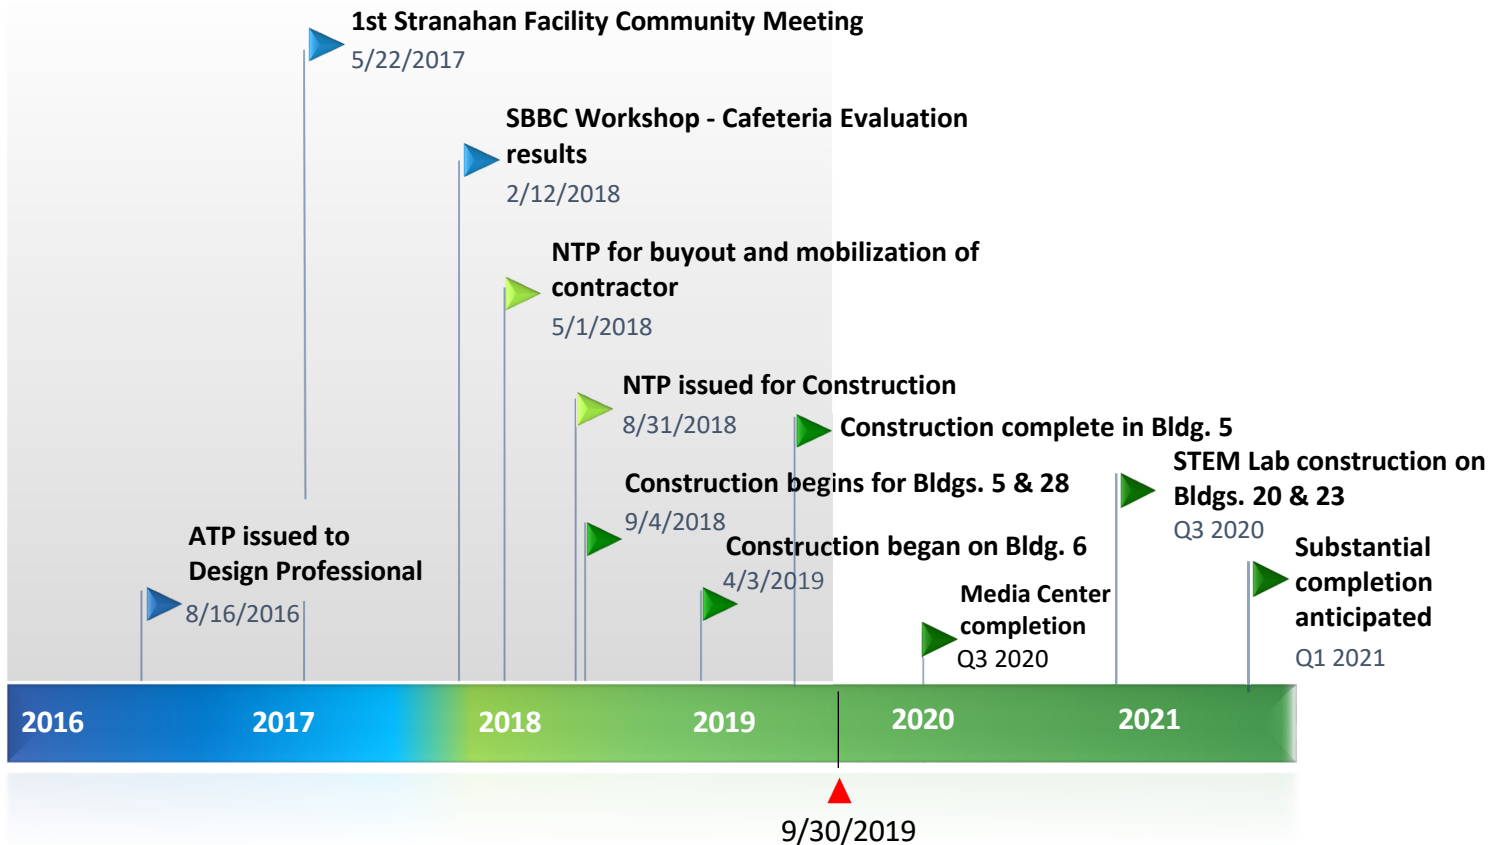 1st Stranahan Facility Community Meeting
5/22/2017
SBBC Workshop - Cafeteria Evaluation
results
2/12/2018
NTP for buyout and mobilization of
contractor
5/1/2018
NTP issued for Construction
8/31/2018
Construction complete in Bldg. 5
STEM Lab construction on
Bldgs. 20 & 23
Q3 2020
Construction begins for Bldgs. 5 & 28
9/4/2018
ATP issued to
Design Professional
8/16/2016
Construction began on Bldg. 6
4/3/2019
Media Center
completion
Q3 2020
Substantial
completion
anticipated
Q1 2021
2016
2017
2018
2019
2020
2021
9/30/2019